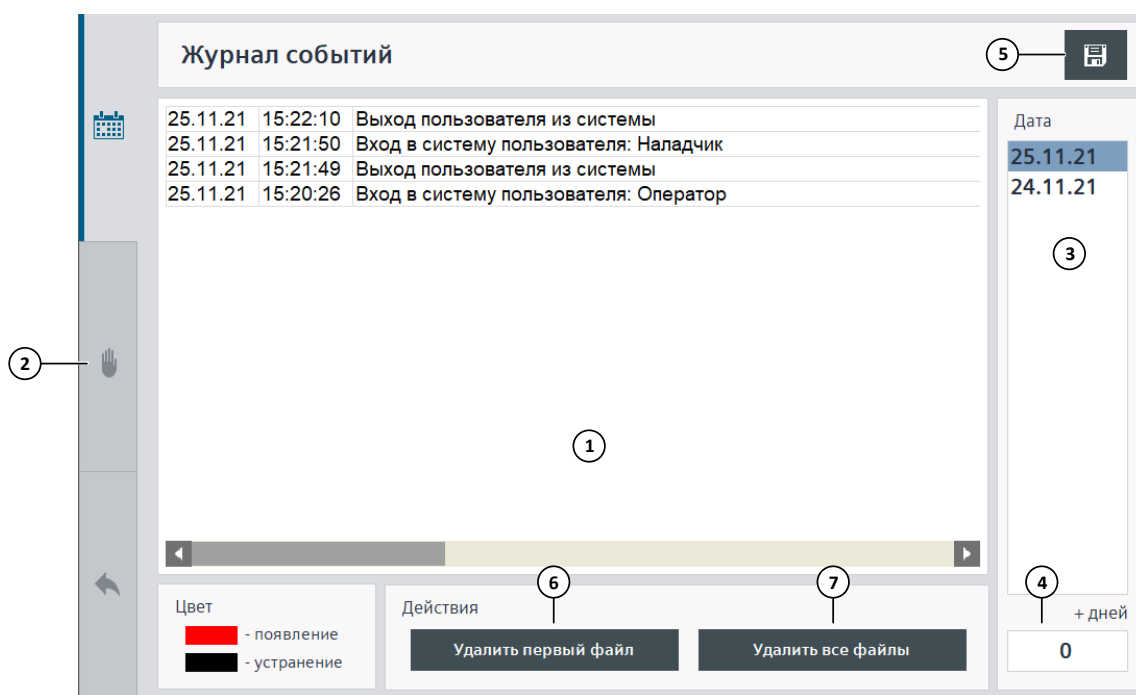 Журнал событий
5
25.11.21 15:22:10 Выход пользователя из системы
25.11.21 15:21:50 Вход в систему пользователя: Наладчик
25.11.21 15:21:49 Выход пользователя из системы
25.11.21 15:20:26 Вход в систему пользователя: Оператор
Дата
25.11.21
24.11.21
3
2
1
6
7
4
Цвет
- появление
- устранение
Действия
Удалить первый файл
Удалить все файлы
+ дней
0